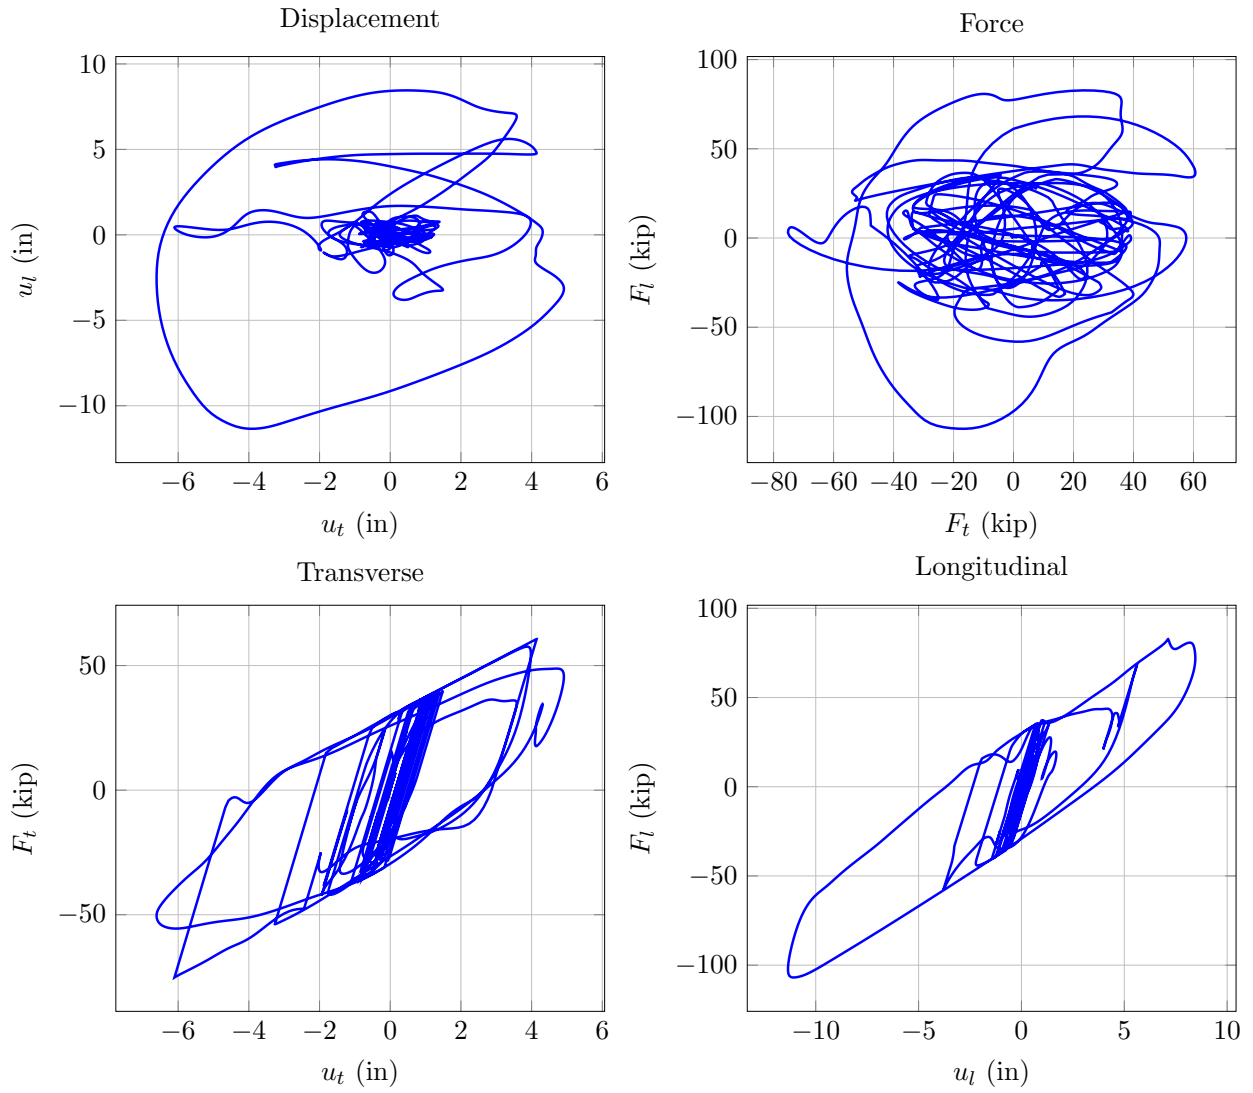 Displacement
10
5
0
−5
−10
−6 −4 −2 0 2 4 6
u_t (in)
u_l (in)
Force
100
50
0
−50
−100
−80 −60 −40 −20 0 20 40 60
F_t (kip)
F_l (kip)
Transverse
50
0
−50
−6 −4 −2 0 2 4 6
u_t (in)
F_t (kip)
Longitudinal
100
50
0
−50
−100
−10 −5 0 5 10
u_l (in)
F_l (kip)